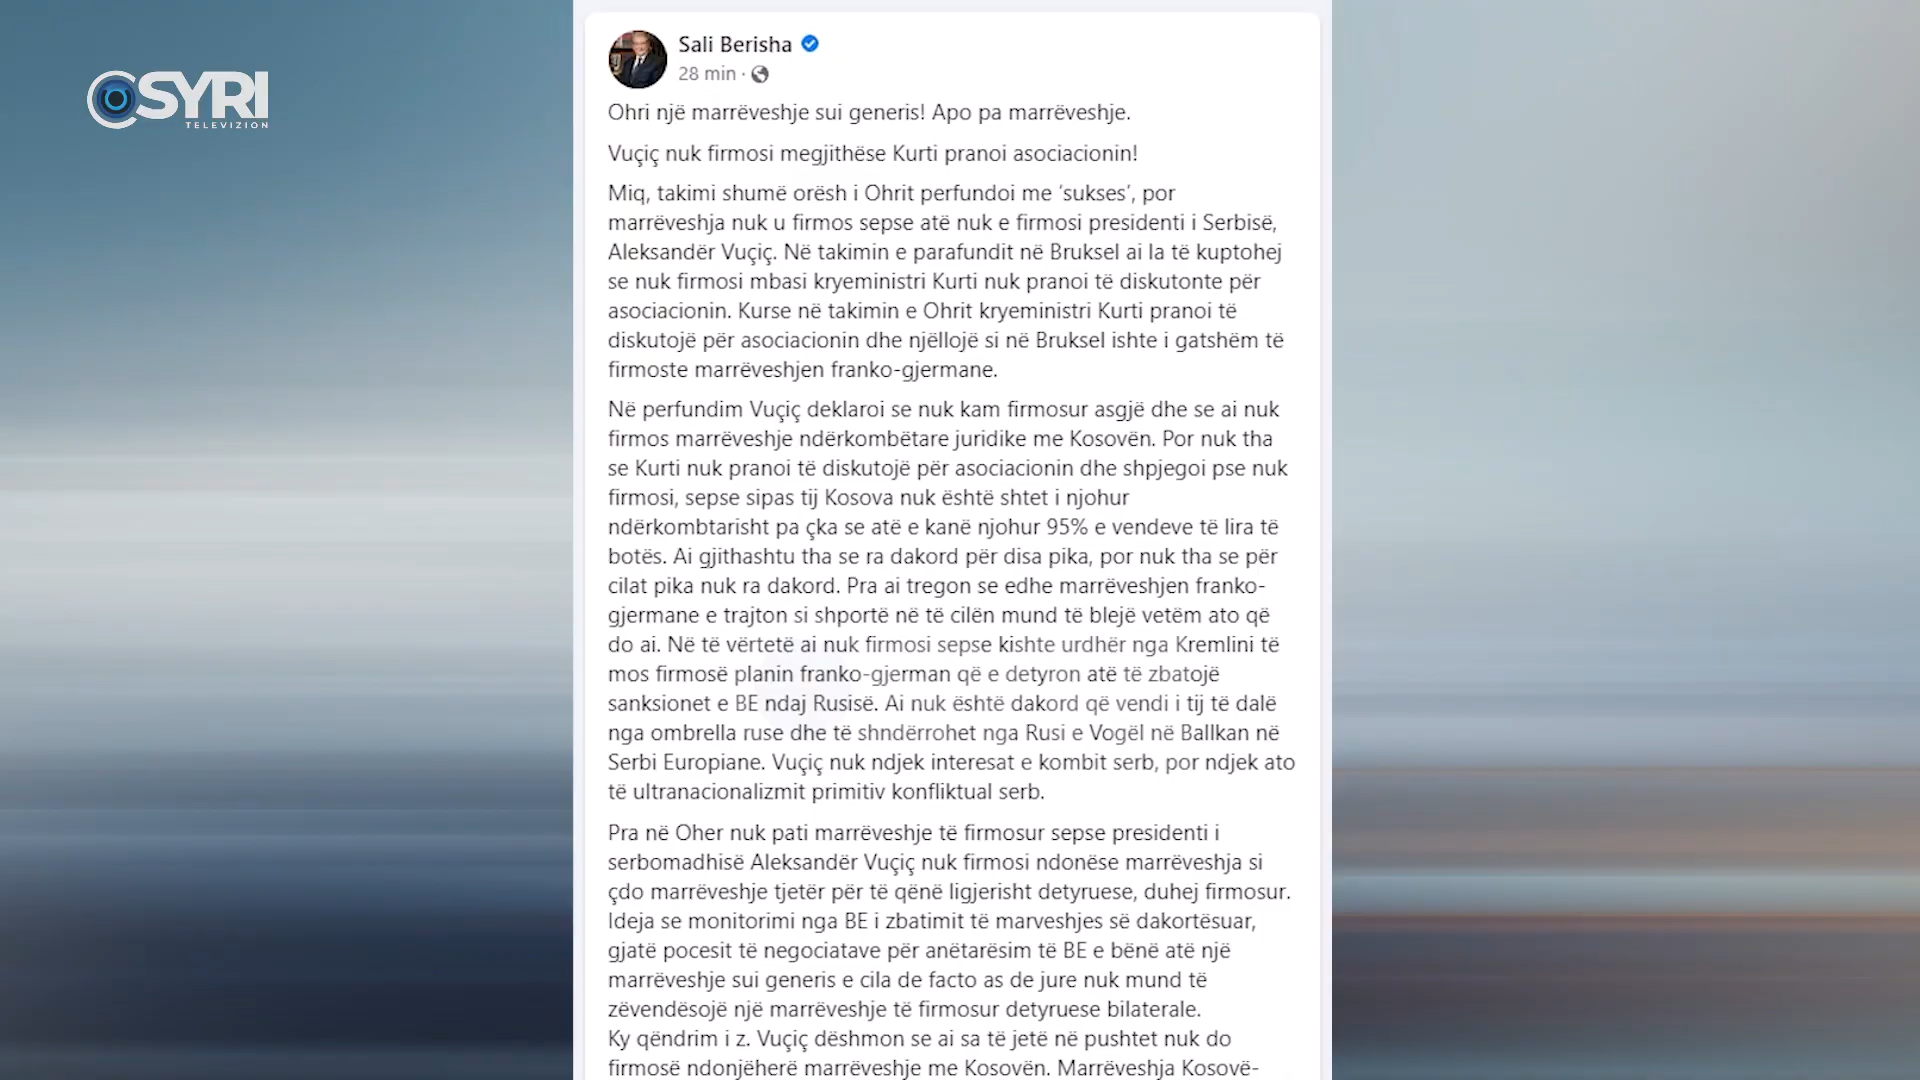 SYRI
TELEVIZION
Sali Berisha
28 min ·
Ohri një marrëveshje sui generis! Apo pa marrëveshje.
Vuçiç nuk firmosi megjithëse Kurti pranoi asociacionin!
Miq, takimi shumë orësh i Ohrit perfundoi me ‘sukses’, por
marrëveshja nuk u firmos sepse atë nuk e firmosi presidenti i Serbisë,
Aleksandër Vuçiç. Në takimin e parafundit në Bruksel ai la të kuptohej
se nuk firmosi mbasi kryeministri Kurti nuk pranoi të diskutonte për
asociacionin. Kurse në takimin e Ohrit kryeministri Kurti pranoi të
diskutojë për asociacionin dhe njëllojë si në Bruksel ishte i gatshëm të
firmoste marrëveshjen franko-gjermane.
Në perfundim Vuçiç deklaroi se nuk kam firmosur asgjë dhe se ai nuk
firmos marrëveshje ndërkombëtare juridike me Kosovën. Por nuk tha
se Kurti nuk pranoi të diskutojë për asociacionin dhe shpjegoi pse nuk
firmosi, sepse sipas tij Kosova nuk është shtet i njohur
ndërkombtarisht pa çka se atë e kanë njohur 95% e vendeve të lira të
botës. Ai gjithashtu tha se ra dakord për disa pika, por nuk tha se për
cilat pika nuk ra dakord. Pra ai tregon se edhe marrëveshjen franko-
gjermane e trajton si shportë në të cilën mund të blejë vetëm ato që
do ai. Në të vërtetë ai nuk firmosi sepse kishte urdhër nga Kremlini të
mos firmosë planin franko-gjerman që e detyron atë të zbatojë
sanksionet e BE ndaj Rusisë. Ai nuk është dakord që vendi i tij të dalë
nga ombrella ruse dhe të shndërrohet nga Rusi e Vogël në Ballkan në
Serbi Europiane. Vuçiç nuk ndjek interesat e kombit serb, por ndjek ato
të ultranacionalizmit primitiv konfliktual serb.
Pra në Oher nuk pati marrëveshje të firmosur sepse presidenti i
serbomadhisë Aleksandër Vuçiç nuk firmosi ndonëse marrëveshja si
çdo marrëveshje tjetër për të qënë ligjerisht detyruese, duhej firmosur.
Ideja se monitorimi nga BE i zbatimit të marveshjes së dakortësuar,
gjatë pocesit të negociatave për anëtarësim të BE e bënë atë një
marrëveshje sui generis e cila de facto as de jure nuk mund të
zëvendësojë një marrëveshje të firmosur detyruese bilaterale.
Ky qëndrim i z. Vuçiç dëshmon se ai sa të jetë në pushtet nuk do
firmosë ndonjëherë marrëveshje me Kosovën. Marrëveshja Kosovë-